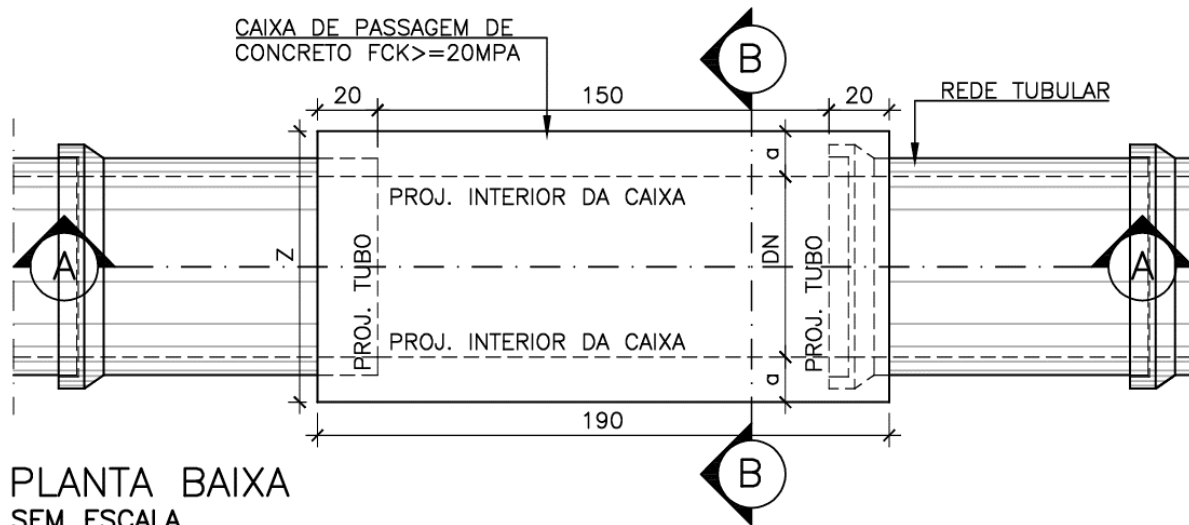 CAIXA DE PASSAGEM DE
CONCRETO FCK>=20MPA
B
20
150
20
REDE TUBULAR
a
PROJ. INTERIOR DA CAIXA
A
Z
PROJ. TUBO
DN
PROJ. TUBO
A
PROJ. INTERIOR DA CAIXA
a
190
B
PLANTA BAIXA
SEM ESCALA